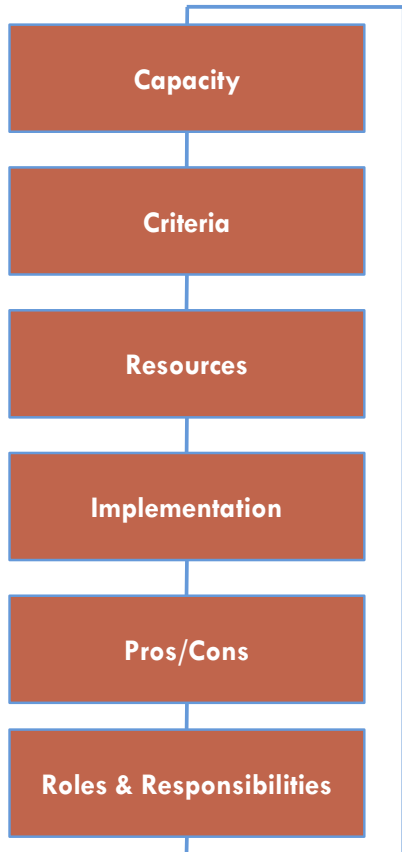 Capacity
Criteria
Resources
Implementation
Pros/Cons
Roles & Responsibilities